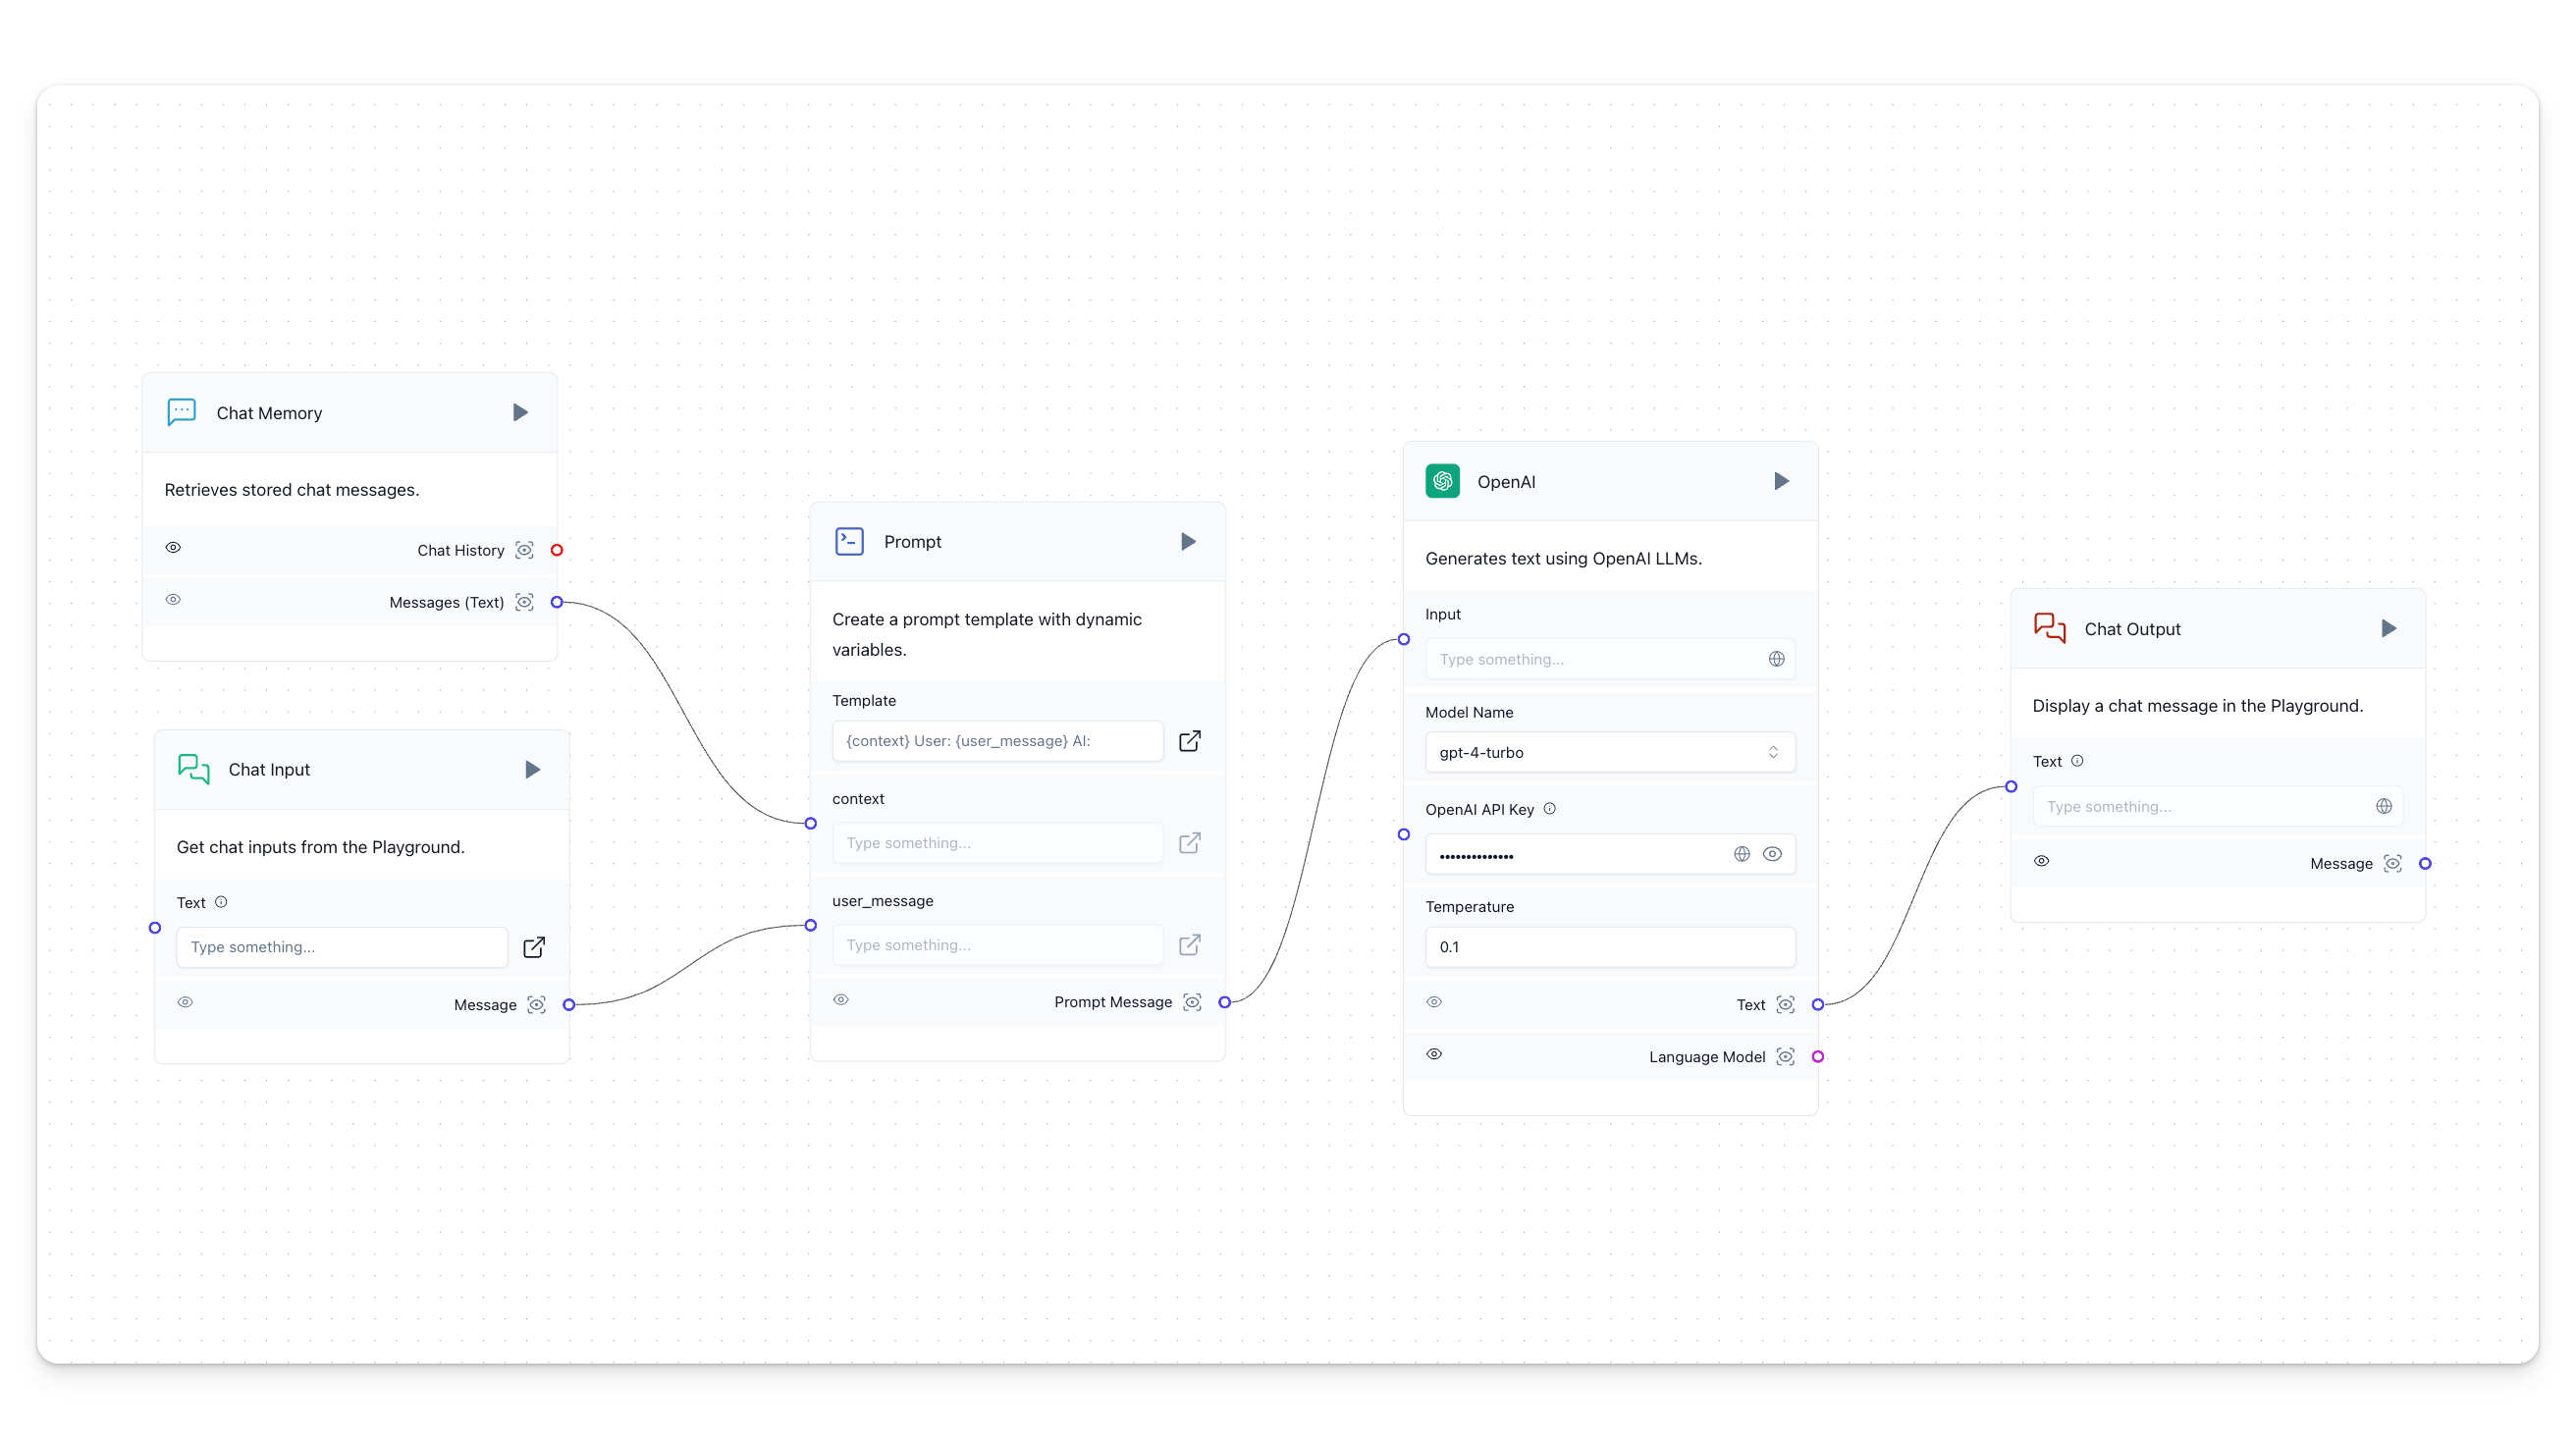 Chat Memory
Retrieves stored chat messages.
Chat History
Messages (Text)
Chat Input
Get chat inputs from the Playground.
Text
Type something...
Message
Prompt
Create a prompt template with dynamic
variables.
Template
{context} User: {user_message} AI:
context
Type something...
user_message
Type something...
Prompt Message
OpenAI
Generates text using OpenAI LLMs.
Input
Type something...
Model Name
gpt-4-turbo
OpenAI API Key
••••••••••••••
Temperature
0.1
Text
Language Model
Chat Output
Display a chat message in the Playground.
Text
Type something...
Message